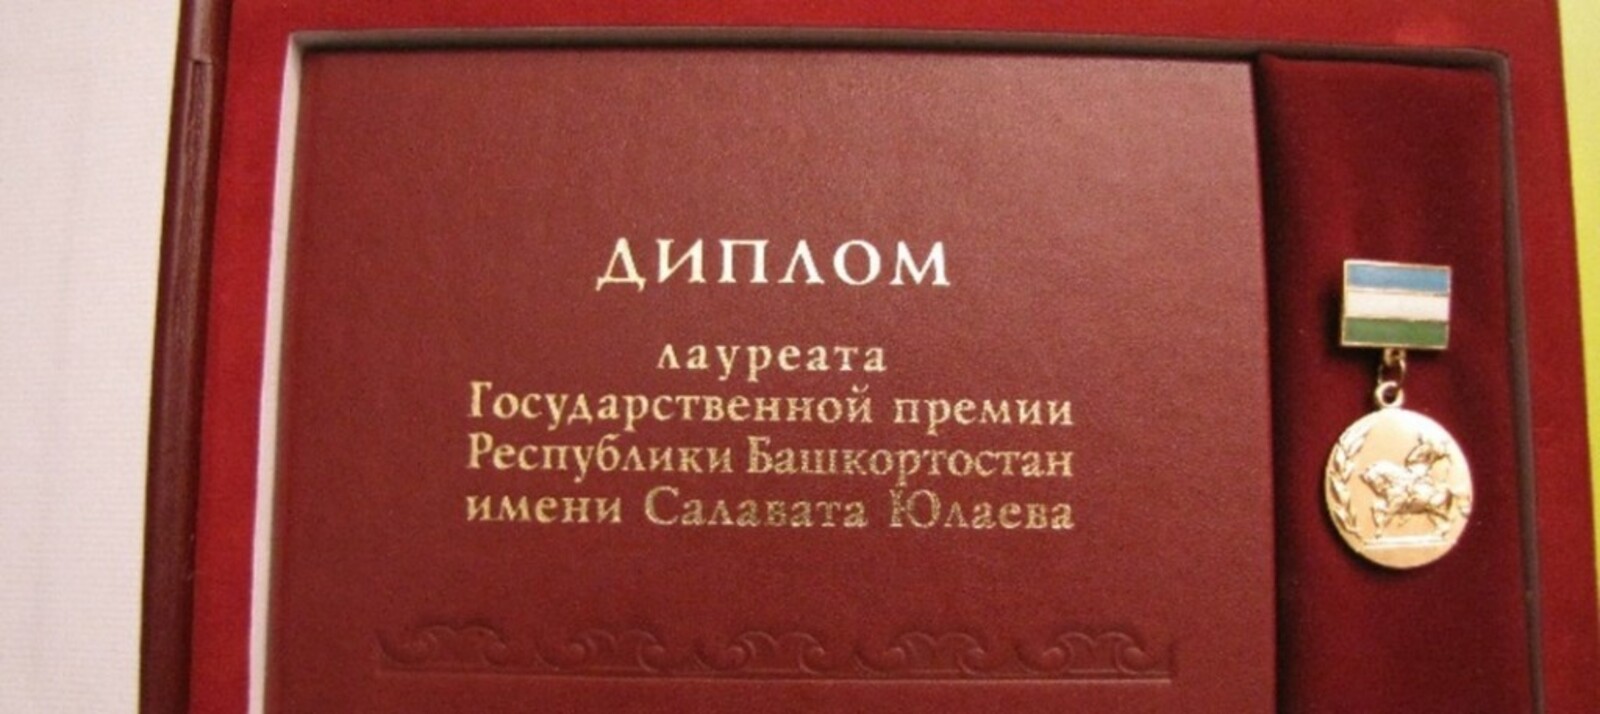 ДИПЛОМ
лауреата
Государственной премии
Республики Башкортостан
имени Салавата Юлаева